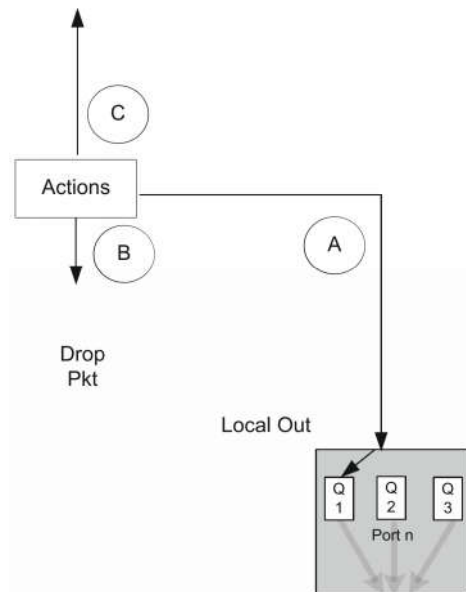 C
Actions
B
A
Drop
Pkt
Local Out
Q Q Q
1 2 3
Port n